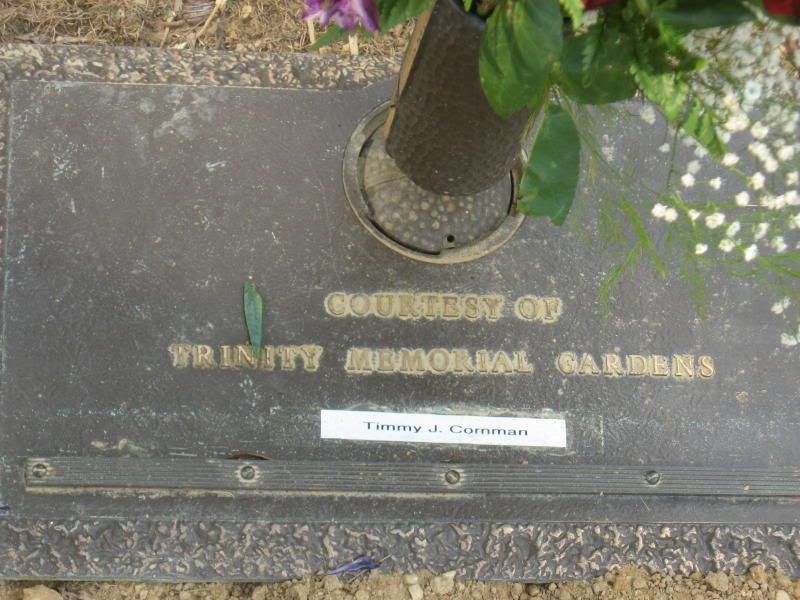 COURTESY OF
TRINITY MEMORIAL GARDENS
Timmy J. Cornman